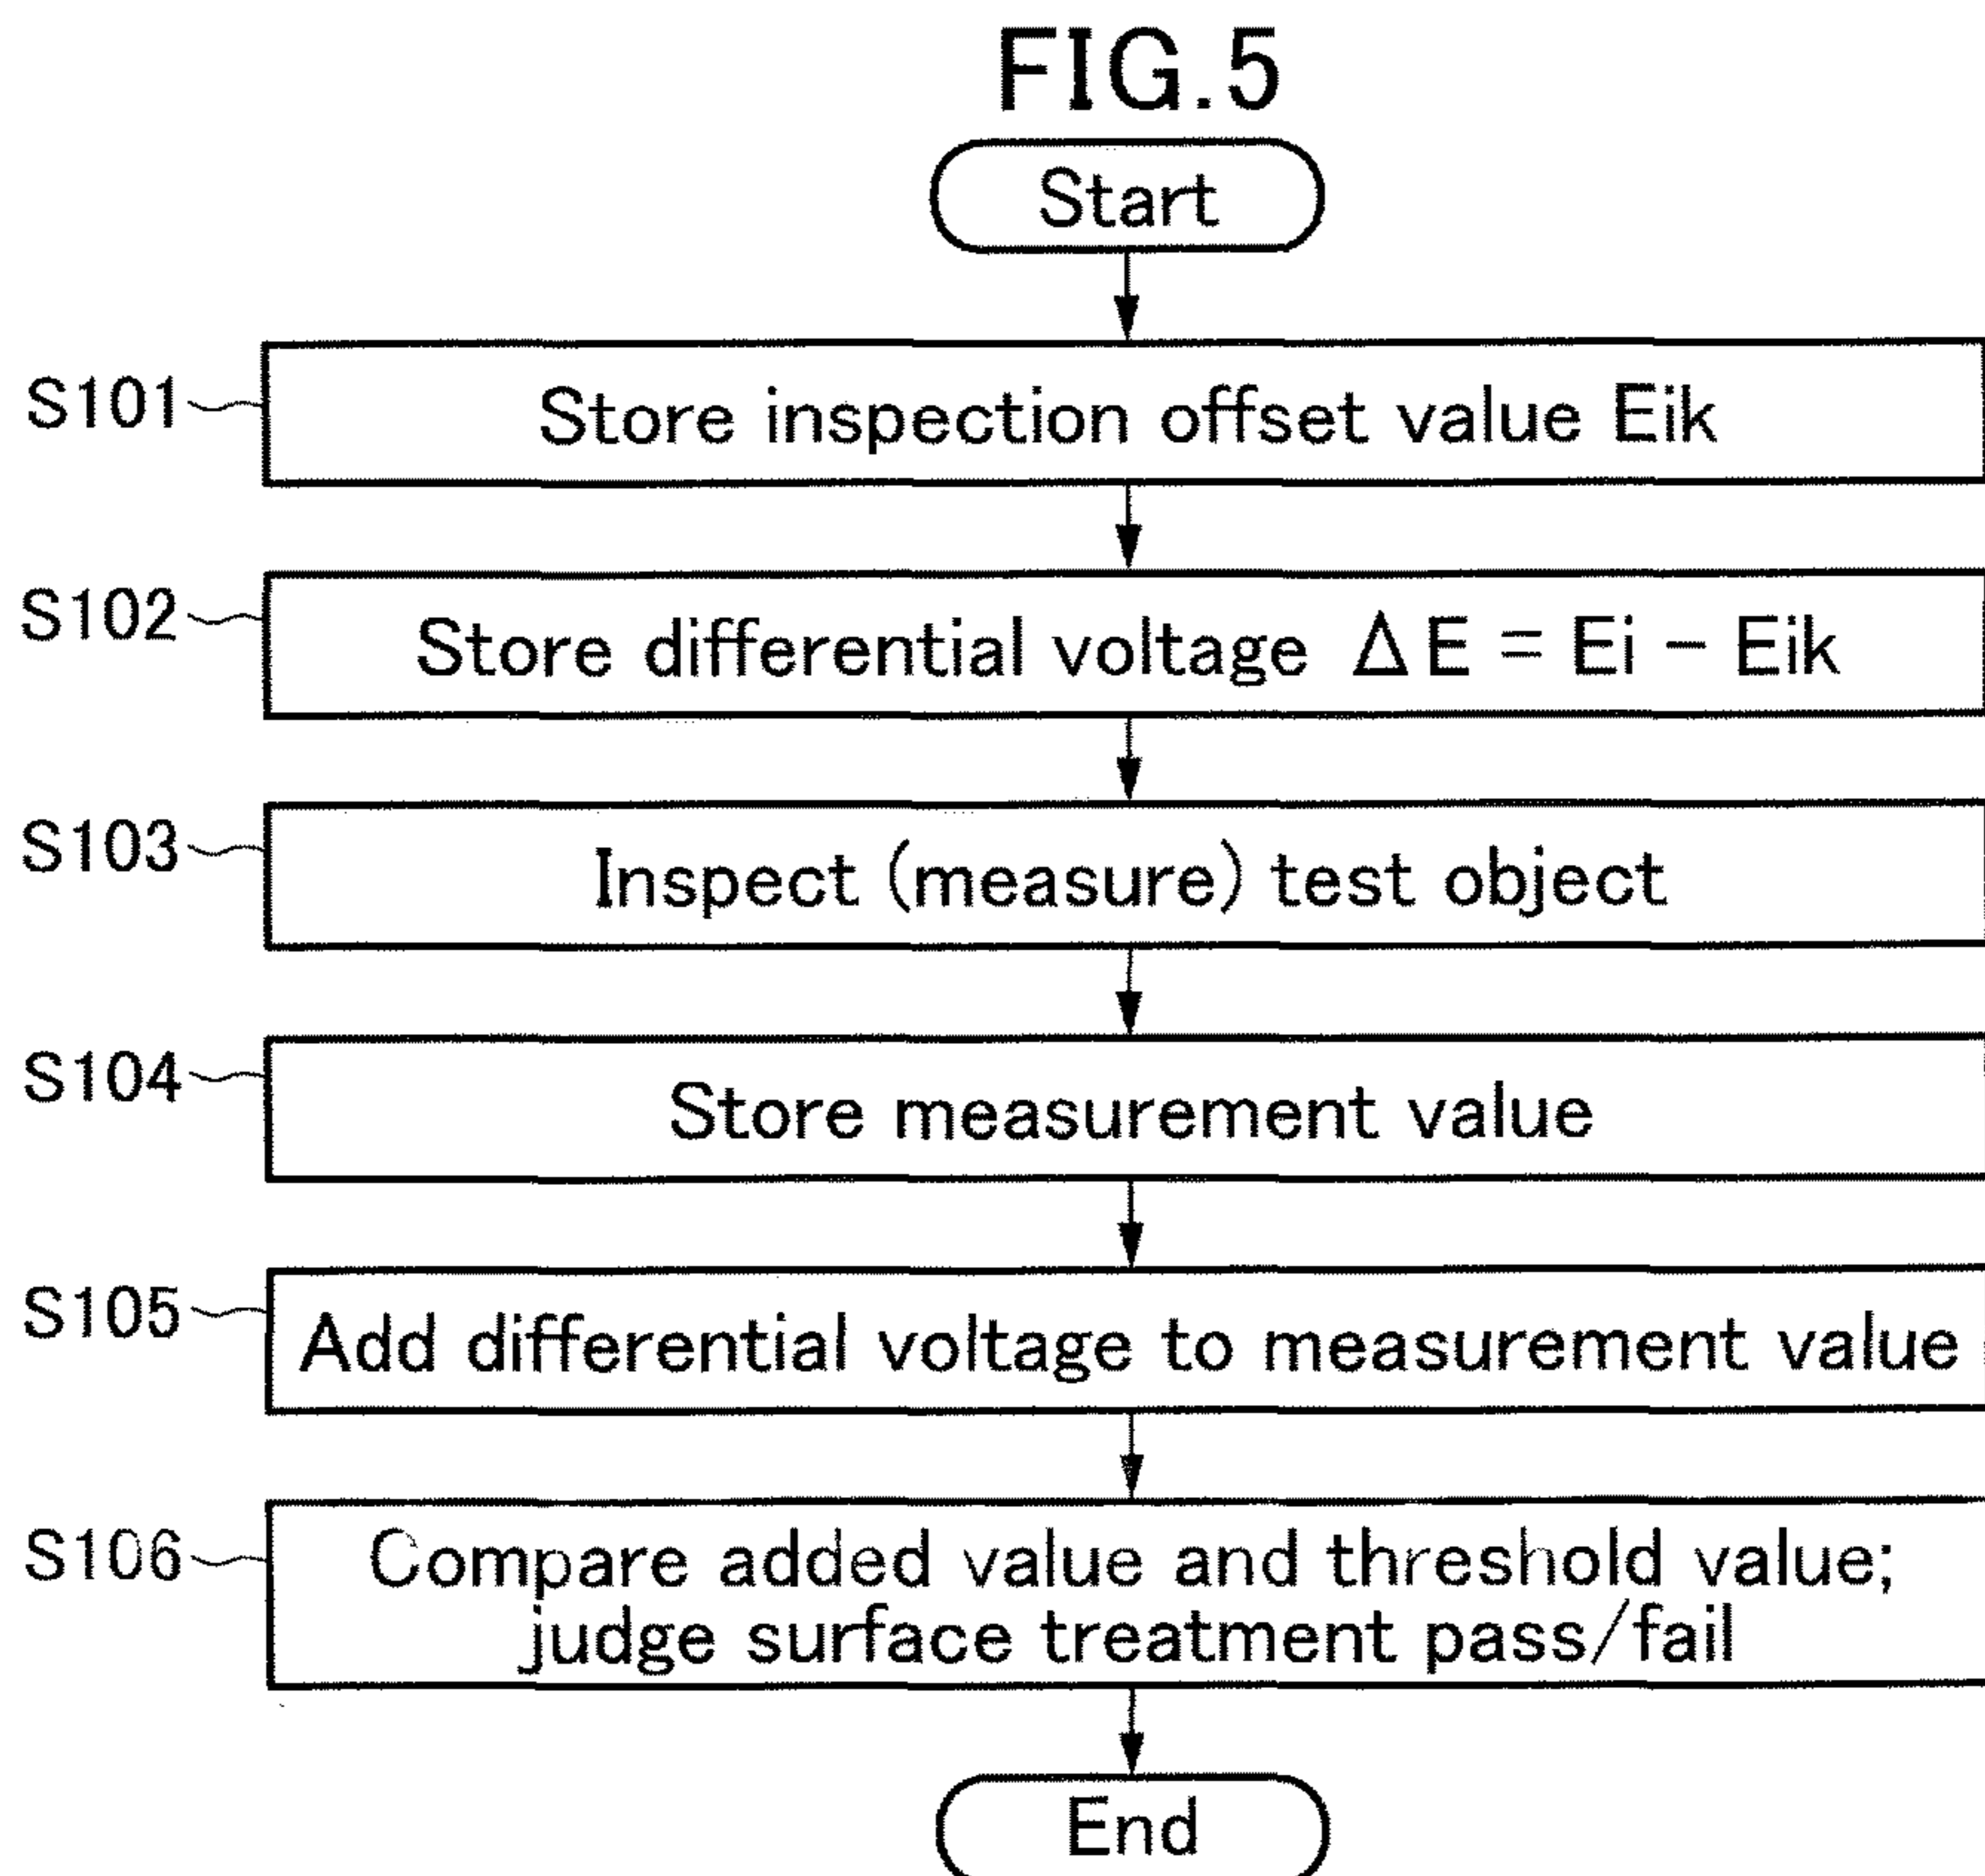 FIG.5
Start
S101
Store inspection offset value Eik
S102
Store differential voltage ΔE = Ei − Eik
S103
Inspect (measure) test object
S104
Store measurement value
S105
Add differential voltage to measurement value
S106
Compare added value and threshold value;
judge surface treatment pass/fail
End